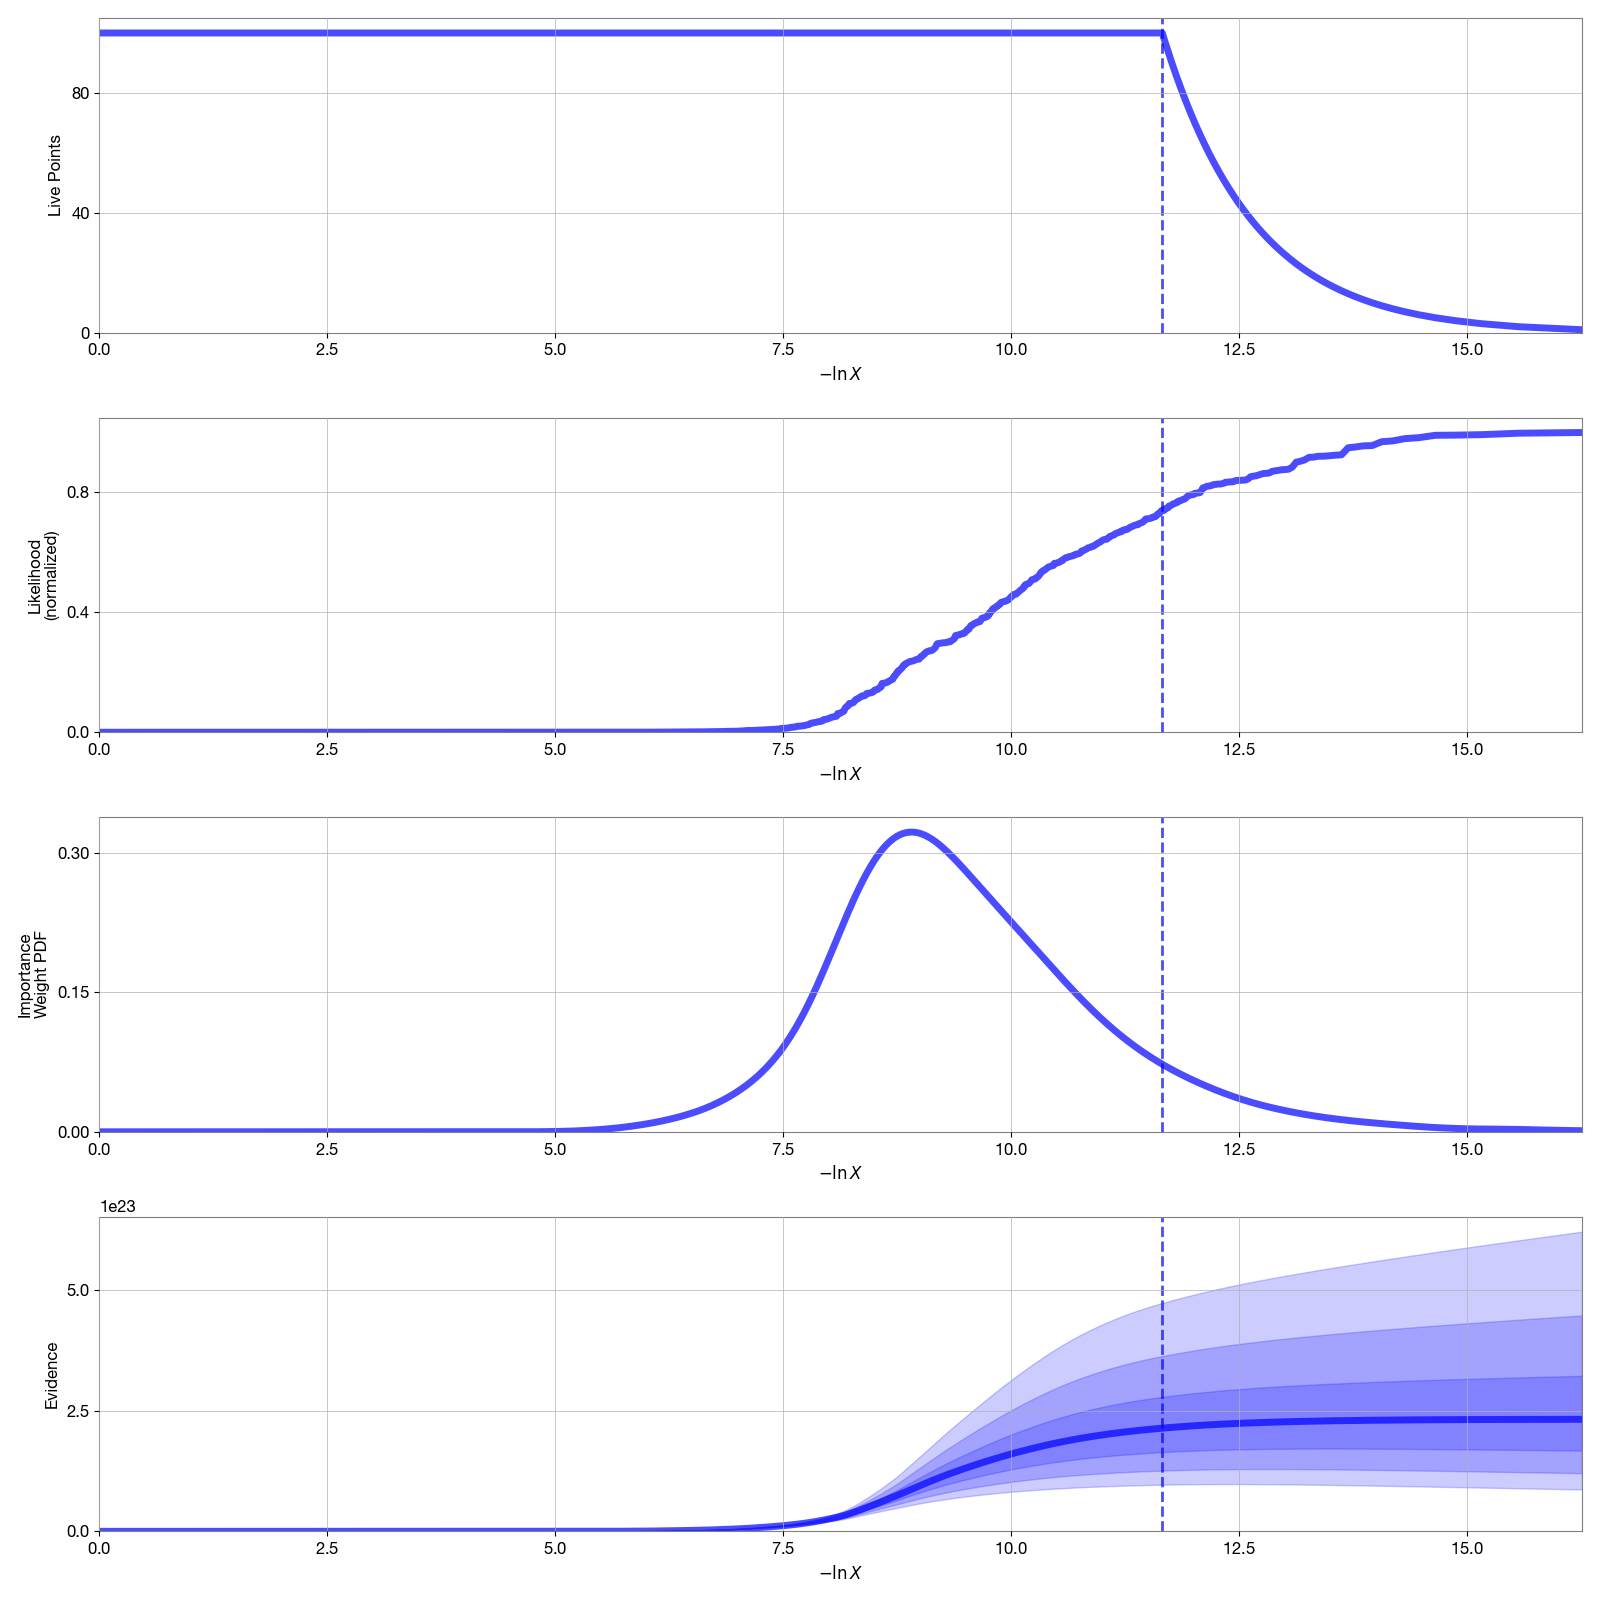 80
40
0
Live Points
0.0 2.5 5.0 7.5 10.0 12.5 15.0
−ln X
0.8
0.4
0.0
Likelihood
(normalized)
0.0 2.5 5.0 7.5 10.0 12.5 15.0
−ln X
0.30
0.15
0.00
Importance
Weight PDF
0.0 2.5 5.0 7.5 10.0 12.5 15.0
−ln X
1e23
5.0
2.5
0.0
Evidence
0.0 2.5 5.0 7.5 10.0 12.5 15.0
−ln X